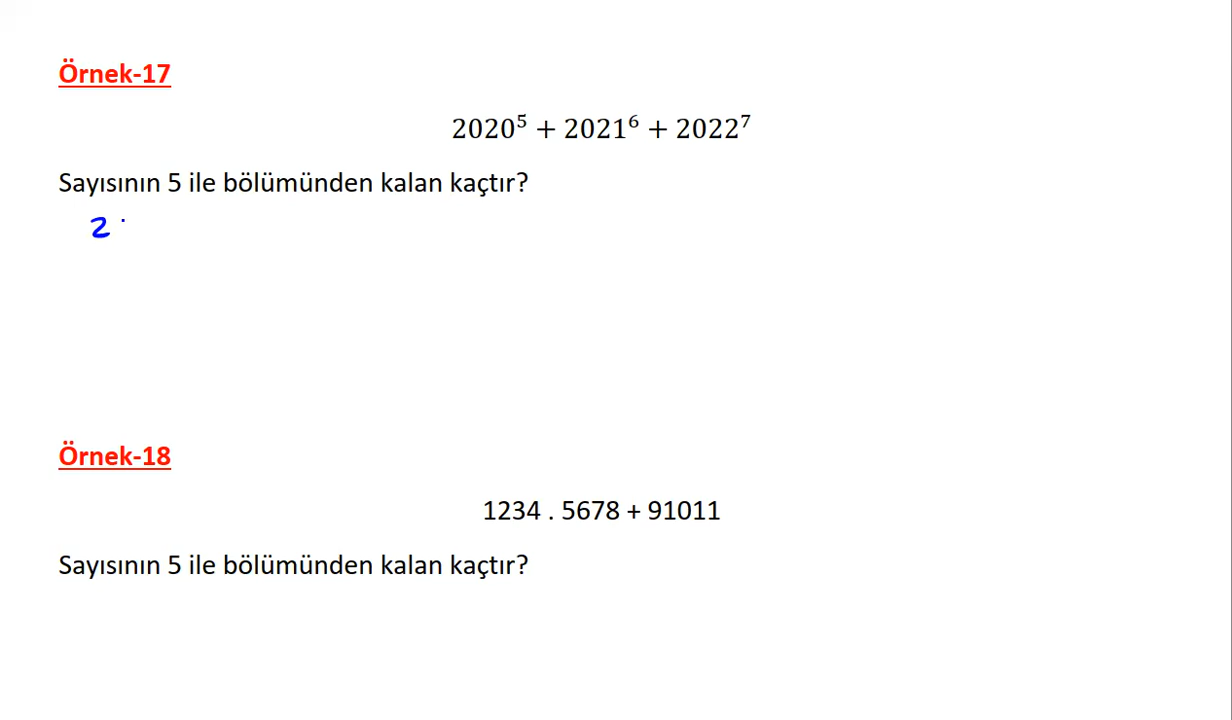 Örnek-17
2020⁵ + 2021⁶ + 2022⁷
Sayısının 5 ile bölümünden kalan kaçtır?
2
Örnek-18
1234 . 5678 + 91011
Sayısının 5 ile bölümünden kalan kaçtır?